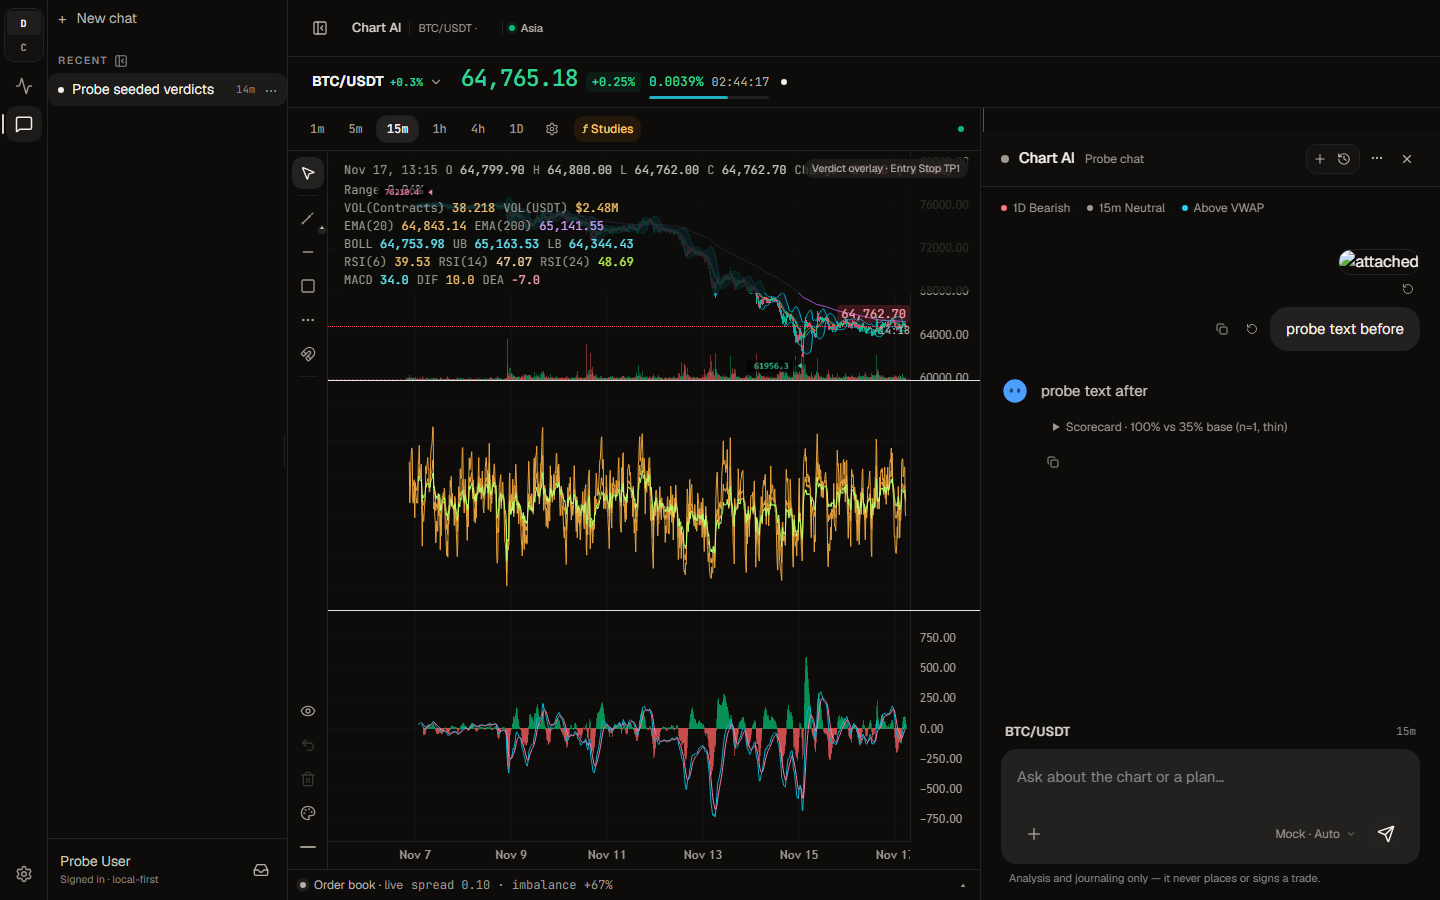 D
C
+ New chat
RECENT
Probe seeded verdicts 14m ...
Probe User
Signed in · local-first
Chart AI BTC/USDT · Asia
BTC/USDT +0.3% 64,765.18 +0.25% 0.0039% 02:44:17
1m 5m 15m 1h 4h 1D f Studies
Nov 17, 13:15 O 64,799.90 H 64,800.00 L 64,762.00 C 64,762.70
Verdict overlay · Entry Stop TP1
Range
76210.4
VOL(Contracts) 38.218 VOL(USDT) $2.48M
EMA(20) 64,843.14 EMA(200) 65,141.55
BOLL 64,753.98 UB 65,163.53 LB 64,344.43
RSI(6) 39.53 RSI(14) 47.07 RSI(24) 48.69
MACD 34.0 DIF 10.0 DEA -7.0
76000.00
72000.00
68000.00
64,762.70
64000.00
61956.3
60000.00
750.00
500.00
250.00
0.00
-250.00
-500.00
-750.00
Nov 7 Nov 9 Nov 11 Nov 13 Nov 15 Nov 17
Order book · live spread 0.10 · imbalance +67%
Chart AI Probe chat
1D Bearish 15m Neutral Above VWAP
attached
probe text before
probe text after
Scorecard · 100% vs 35% base (n=1, thin)
BTC/USDT 15m
Ask about the chart or a plan...
Mock · Auto
Analysis and journaling only — it never places or signs a trade.